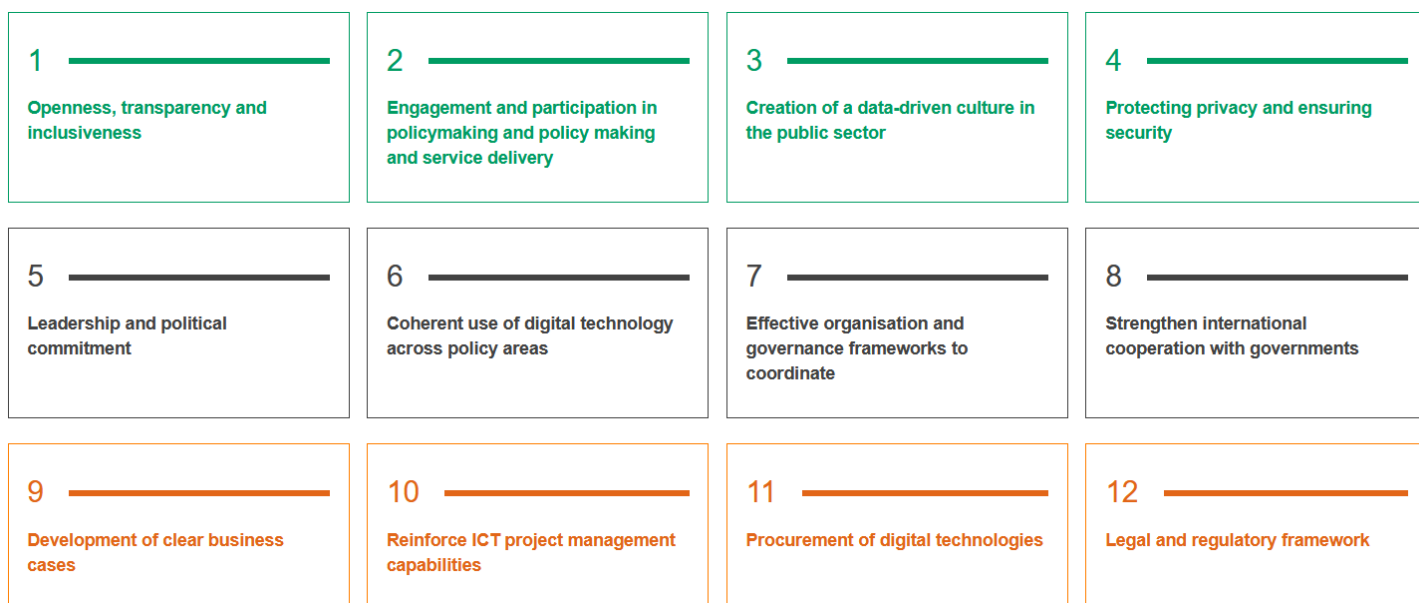 1
Openness, transparency and
inclusiveness
2
Engagement and participation in
policymaking and policy making
and service delivery
3
Creation of a data-driven culture in
the public sector
4
Protecting privacy and ensuring
security
5
Leadership and political
commitment
6
Coherent use of digital technology
across policy areas
7
Effective organisation and
governance frameworks to
coordinate
8
Strengthen international
cooperation with governments
9
Development of clear business
cases
10
Reinforce ICT project management
capabilities
11
Procurement of digital technologies
12
Legal and regulatory framework